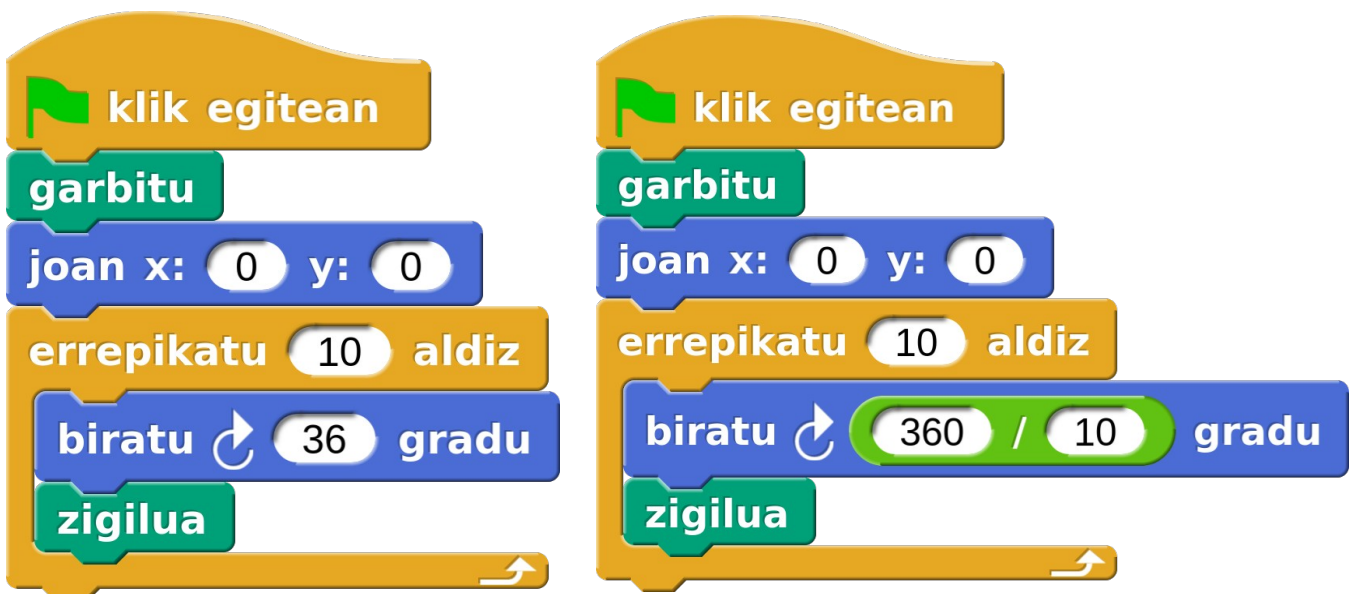 klik egitean
garbitu
joan x: 0 y: 0
errepikatu 10 aldiz
biratu 36 gradu
zigilua
klik egitean
garbitu
joan x: 0 y: 0
errepikatu 10 aldiz
biratu 360 / 10 gradu
zigilua